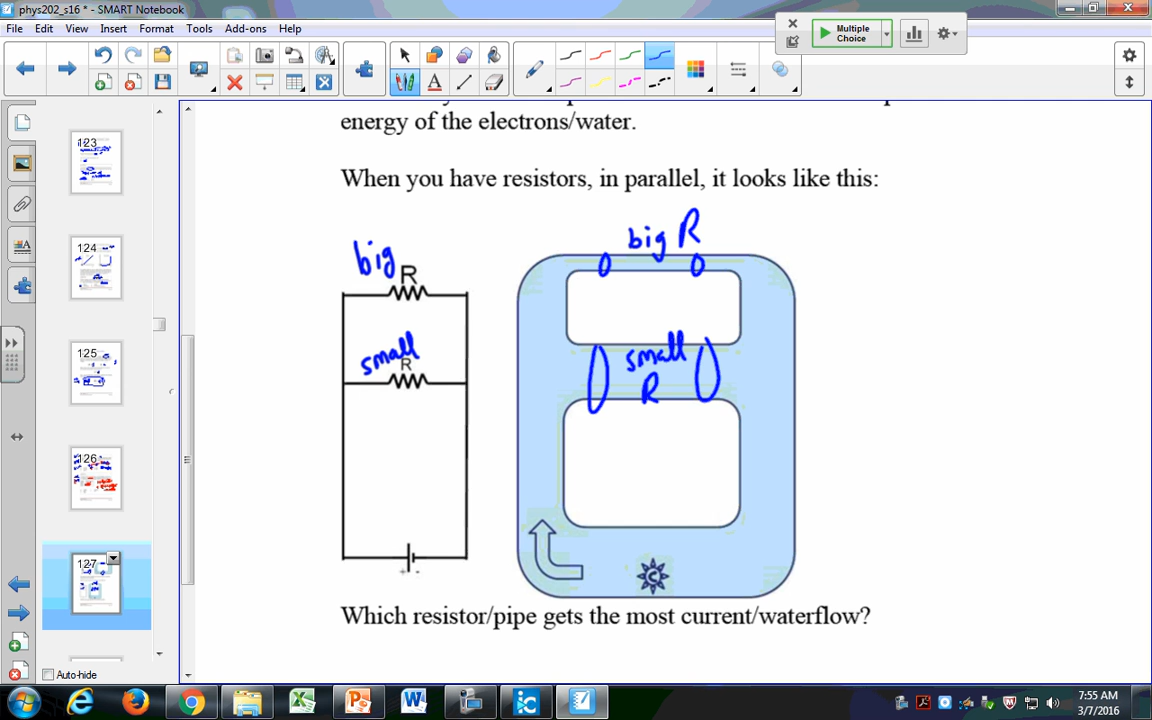 phys202_s16 * - SMART Notebook
File Edit View Insert Format Tools Add-ons Help
Multiple
Choice
energy of the electrons/water.
When you have resistors, in parallel, it looks like this:
big
R
small
R
big R
small
R
C
Which resistor/pipe gets the most current/waterflow?
123
124
125
126
127
Auto-hide
7:55 AM
3/7/2016